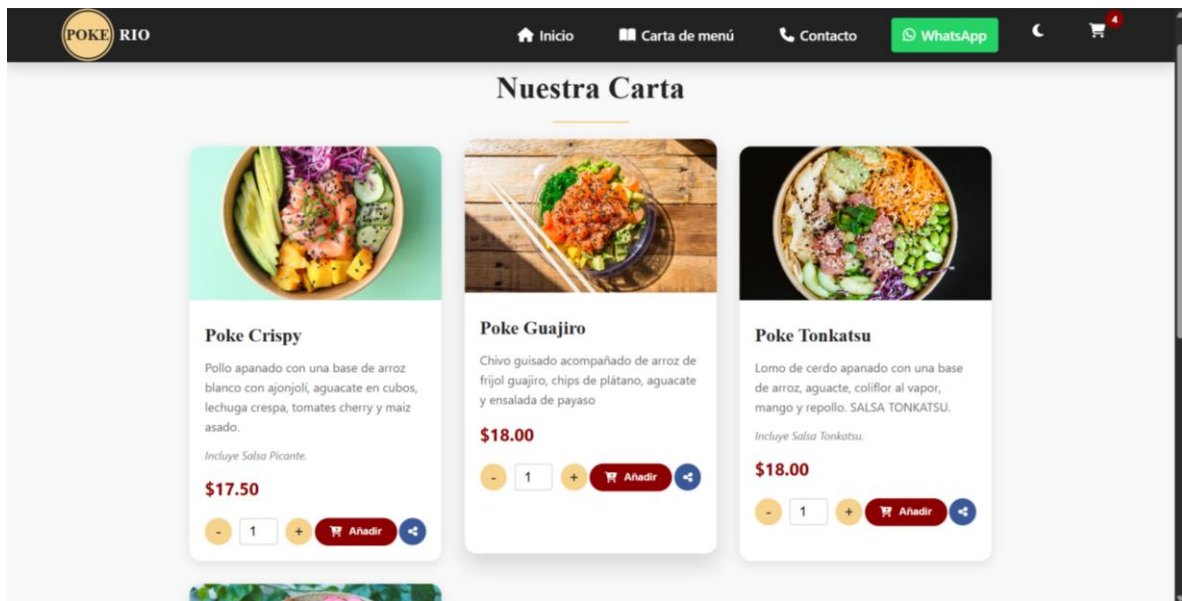 POKE RIO
Inicio
Carta de menú
Contacto
WhatsApp
4
Nuestra Carta
Poke Crispy
Pollo apanado con una base de arroz
blanco con ajonjolí, aguacate en cubos,
lechuga crespa, tomates cherry y maiz
asado.
Incluye Salsa Picante.
$17.50
- 1 + Añadir
Poke Guajiro
Chivo guisado acompañado de arroz de
frijol guajiro, chips de plátano, aguacate
y ensalada de payaso
$18.00
- 1 + Añadir
Poke Tonkatsu
Lomo de cerdo apanado con una base
de arroz, aguacte, coliflor al vapor,
mango y repollo. SALSA TONKATSU.
Incluye Salsa Tonkatsu.
$18.00
- 1 + Añadir